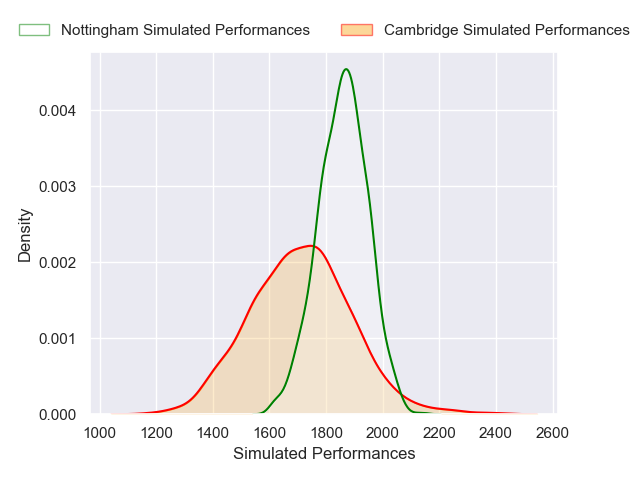 Nottingham Simulated Performances Cambridge Simulated Performances
0.004
0.003
0.002
0.001
0.000
Density
1000 1200 1400 1600 1800 2000 2200 2400 2600
Simulated Performances